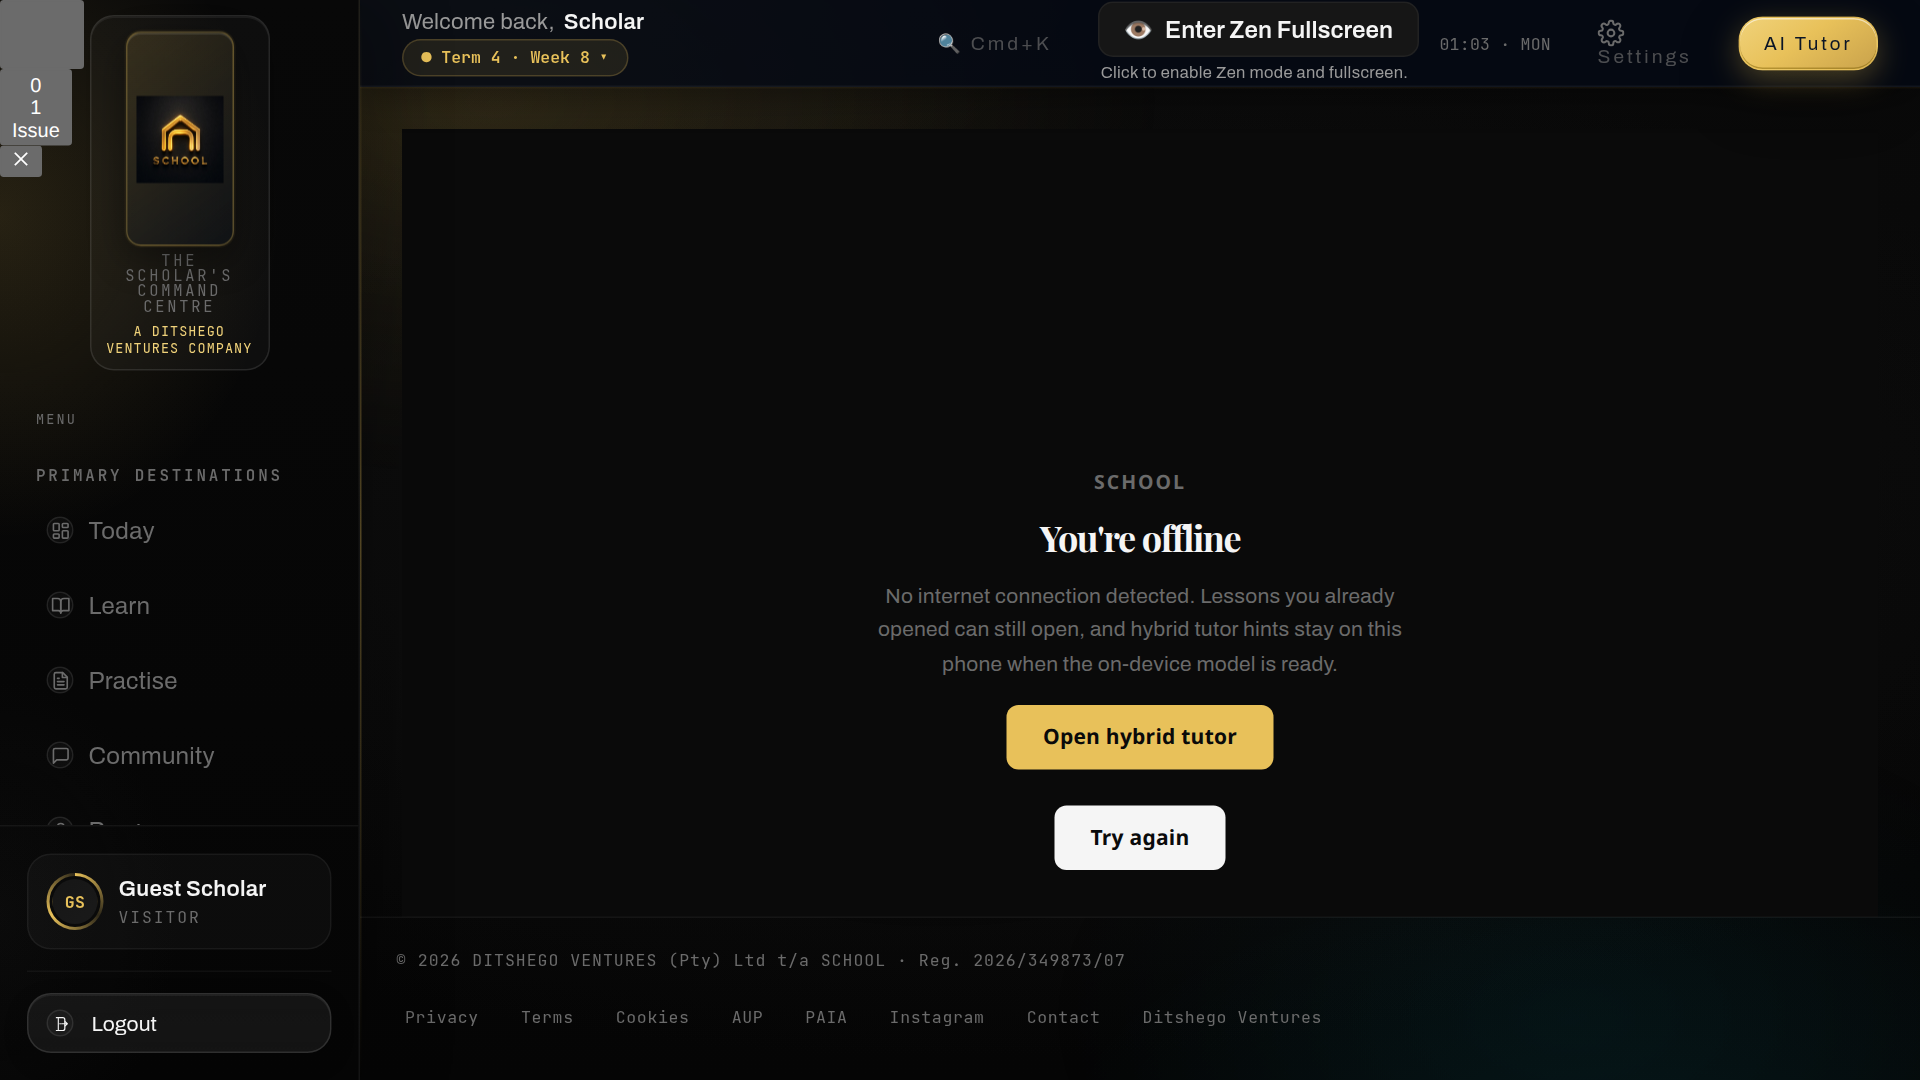 0
1
Issue
SCHOOL
THE
SCHOLAR'S
COMMAND
CENTRE
A DITSHEGO
VENTURES COMPANY
MENU
PRIMARY DESTINATIONS
Today
Learn
Practise
Community
GS
Guest Scholar
VISITOR
Logout
Welcome back, Scholar
Term 4 · Week 8
Cmd+K
Enter Zen Fullscreen
Click to enable Zen mode and fullscreen.
01:03 · MON
Settings
AI Tutor
SCHOOL
You're offline
No internet connection detected. Lessons you already
opened can still open, and hybrid tutor hints stay on this
phone when the on-device model is ready.
Open hybrid tutor
Try again
© 2026 DITSHEGO VENTURES (Pty) Ltd t/a SCHOOL · Reg. 2026/349873/07
Privacy Terms Cookies AUP PAIA Instagram Contact Ditshego Ventures